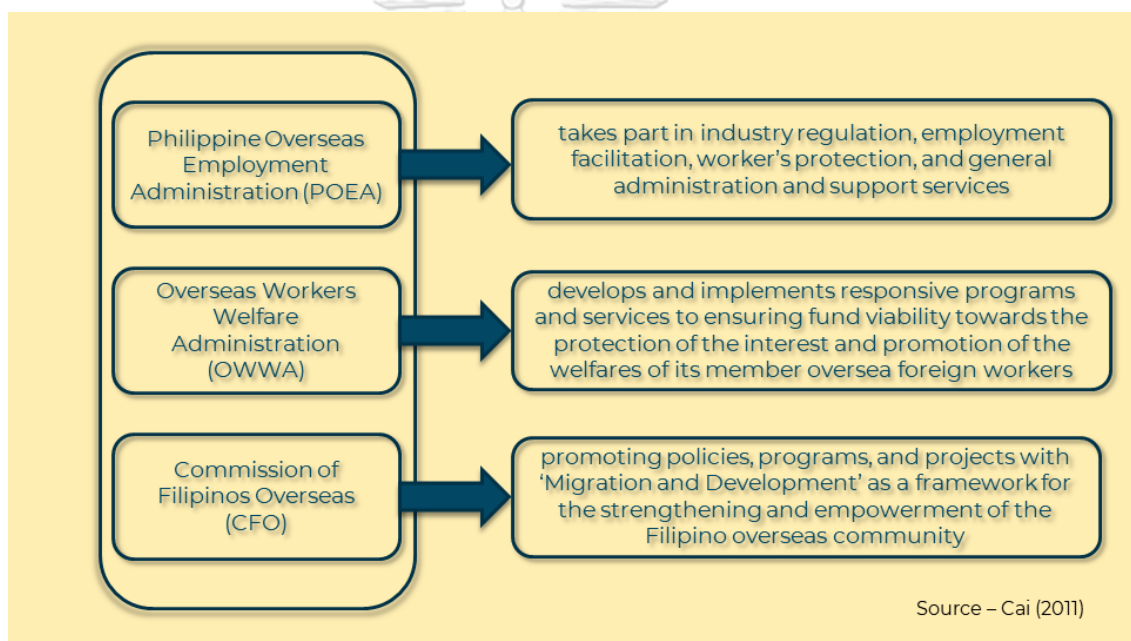 Philippine Overseas
Employment
Administration (POEA)
takes part in industry regulation, employment
facilitation, worker's protection, and general
administration and support services
Overseas Workers
Welfare
Administration
(OWWA)
develops and implements responsive programs
and services to ensuring fund viability towards the
protection of the interest and promotion of the
welfares of its member oversea foreign workers
Commission of
Filipinos Overseas
(CFO)
promoting policies, programs, and projects with
‘Migration and Development’ as a framework for
the strengthening and empowerment of the
Filipino overseas community
Source – Cai (2011)